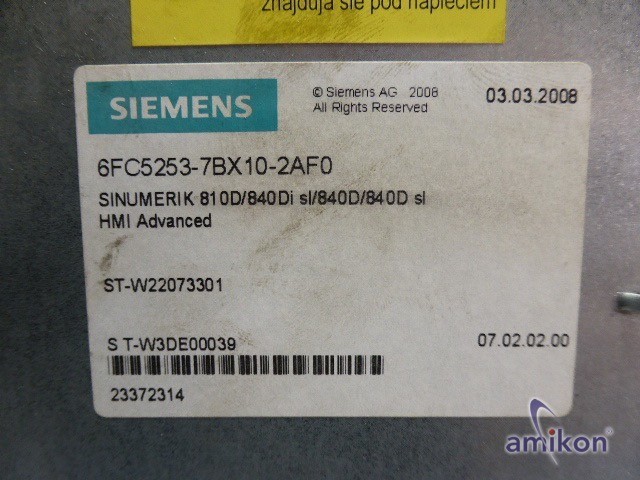 znajdują się pod napięciem
SIEMENS
© Siemens AG 2008
All Rights Reserved
03.03.2008
6FC5253-7BX10-2AF0
SINUMERIK 810D/840Di sl/840D/840D sl
HMI Advanced
ST-W22073301
S T-W3DE00039
07.02.02.00
23372314
amikon